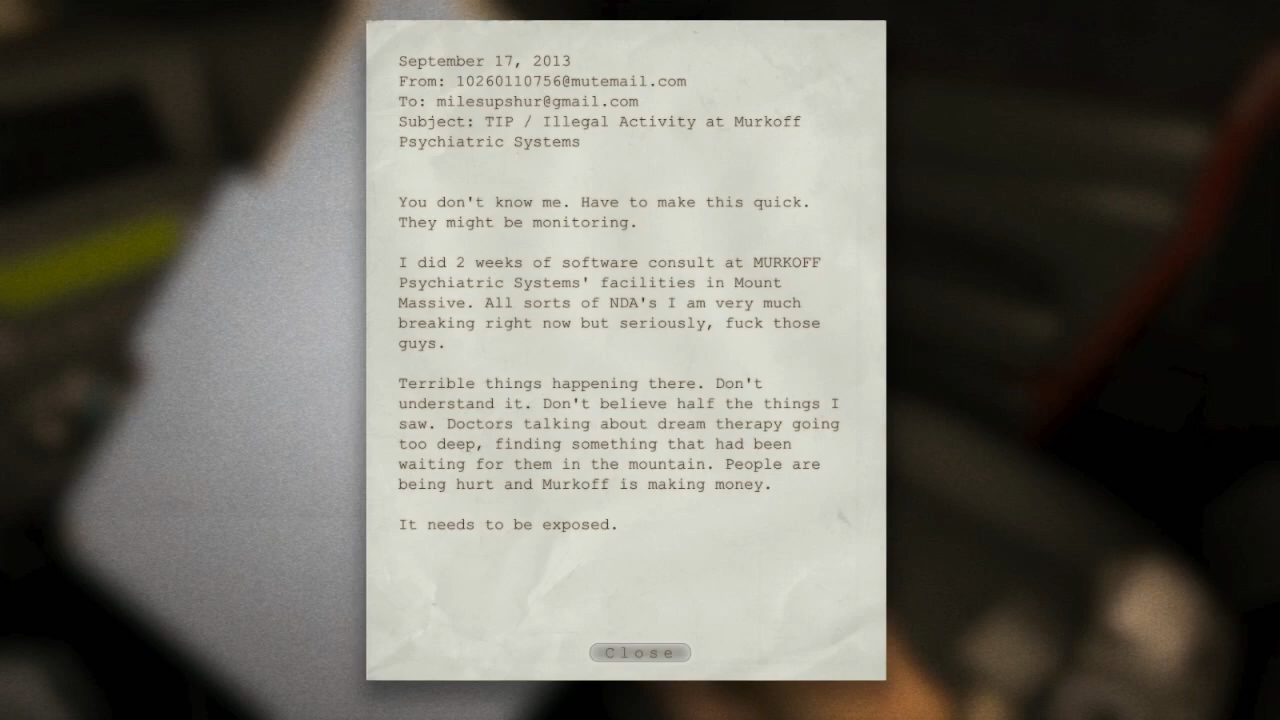 September 17, 2013
From: 10260110756@mutemail.com
To: milesupshur@gmail.com
Subject: TIP / Illegal Activity at Murkoff
Psychiatric Systems
You don't know me. Have to make this quick.
They might be monitoring.
I did 2 weeks of software consult at MURKOFF
Psychiatric Systems' facilities in Mount
Massive. All sorts of NDA's I am very much
breaking right now but seriously, fuck those
guys.
Terrible things happening there. Don't
understand it. Don't believe half the things I
saw. Doctors talking about dream therapy going
too deep, finding something that had been
waiting for them in the mountain. People are
being hurt and Murkoff is making money.
It needs to be exposed.
Close